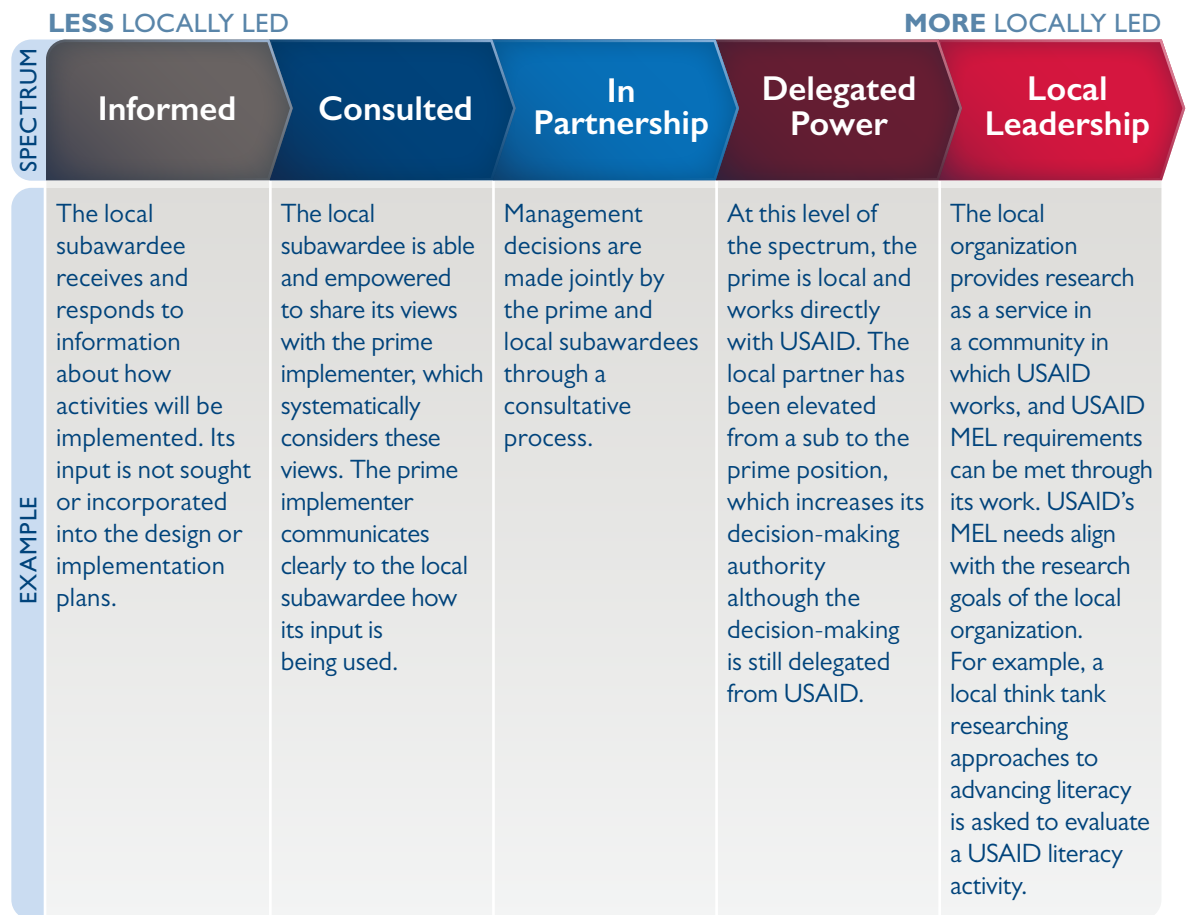 LESS LOCALLY LED
MORE LOCALLY LED
SPECTRUM
Informed
Consulted
In
Partnership
Delegated
Power
Local
Leadership
EXAMPLE
The local
subawardee
receives and
responds to
information
about how
activities will be
implemented. Its
input is not sought
or incorporated
into the design or
implementation
plans.
The local
subawardee is able
and empowered
to share its views
with the prime
implementer, which
systematically
considers these
views. The prime
implementer
communicates
clearly to the local
subawardee how
its input is
being used.
Management
decisions are
made jointly by
the prime and
local subawardees
through a
consultative
process.
At this level of
the spectrum, the
prime is local and
works directly
with USAID. The
local partner has
been elevated
from a sub to the
prime position,
which increases its
decision-making
authority
although the
decision-making
is still delegated
from USAID.
The local
organization
provides research
as a service in
a community in
which USAID
works, and USAID
MEL requirements
can be met through
its work. USAID’s
MEL needs align
with the research
goals of the local
organization.
For example, a
local think tank
researching
approaches to
advancing literacy
is asked to evaluate
a USAID literacy
activity.